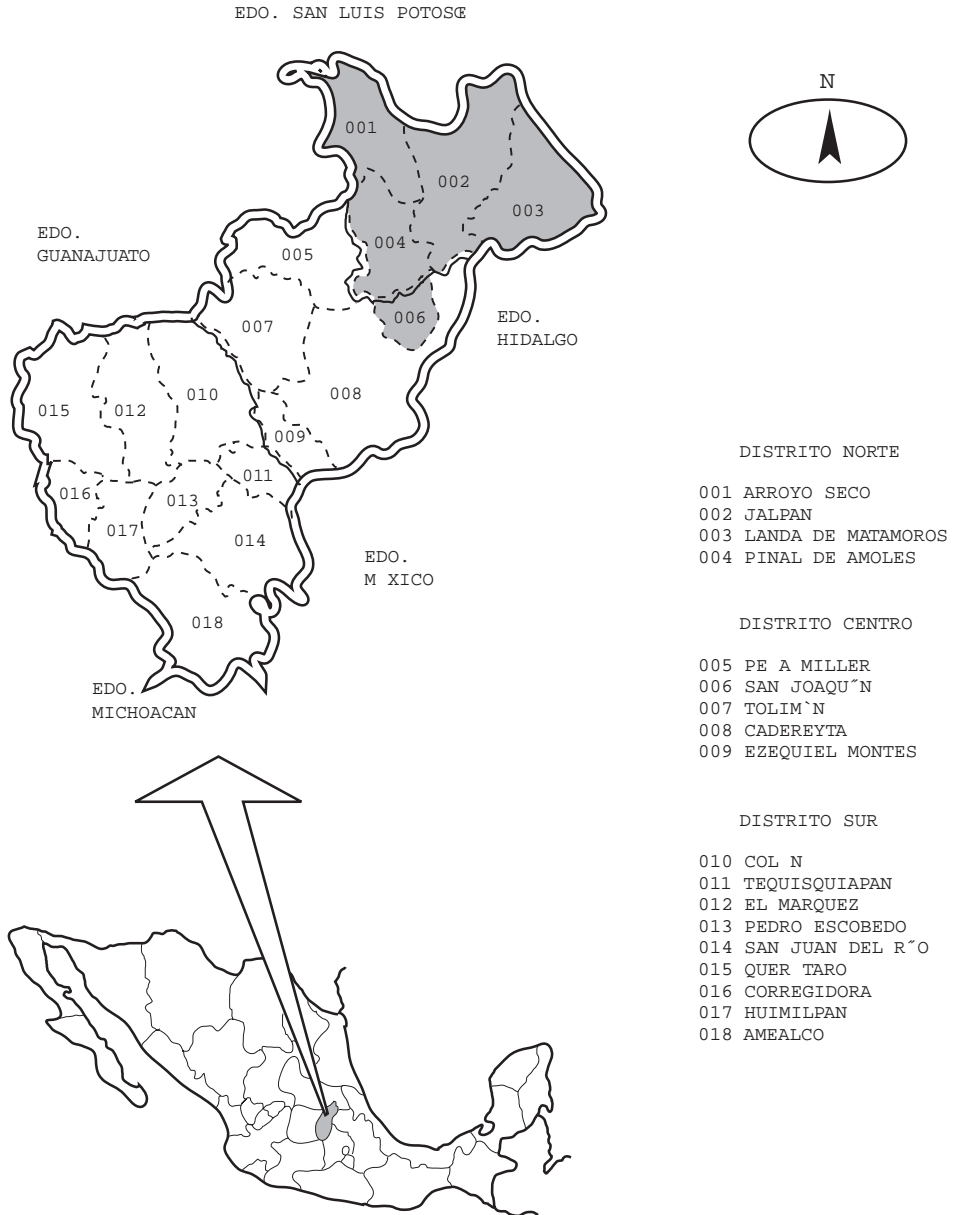 EDO. SAN LUIS POTOSŒ
N
001
002
003
004
005
006
007
008
009
010
011
012
013
014
015
016
017
018
EDO.
GUANAJUATO
EDO.
HIDALGO
EDO.
M XICO
EDO.
MICHOACAN
DISTRITO NORTE
001 ARROYO SECO
002 JALPAN
003 LANDA DE MATAMOROS
004 PINAL DE AMOLES
DISTRITO CENTRO
005 PE A MILLER
006 SAN JOAQU˝N
007 TOLIM`N
008 CADEREYTA
009 EZEQUIEL MONTES
DISTRITO SUR
010 COL N
011 TEQUISQUIAPAN
012 EL MARQUEZ
013 PEDRO ESCOBEDO
014 SAN JUAN DEL R˝O
015 QUER TARO
016 CORREGIDORA
017 HUIMILPAN
018 AMEALCO